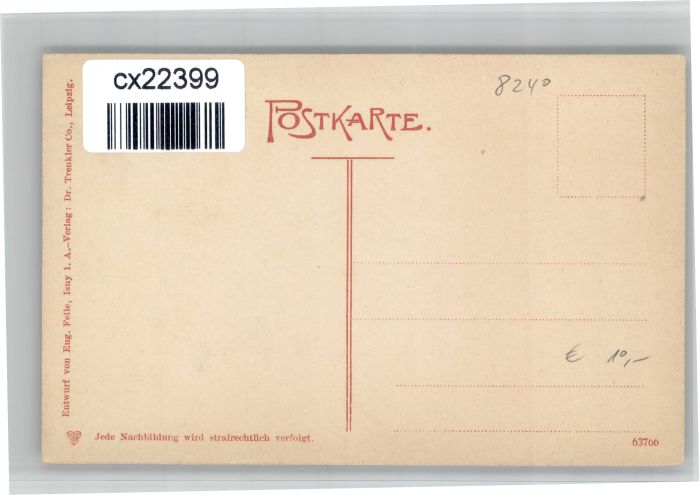 cx22399
8240
POSTKARTE.
Entwurf von Eug. Felle, Isny i. A.—Verlag: Dr. Trenkler Co., Leipzig.
€ 10,-
Jede Nachbildung wird strafrechtlich verfolgt.
63766